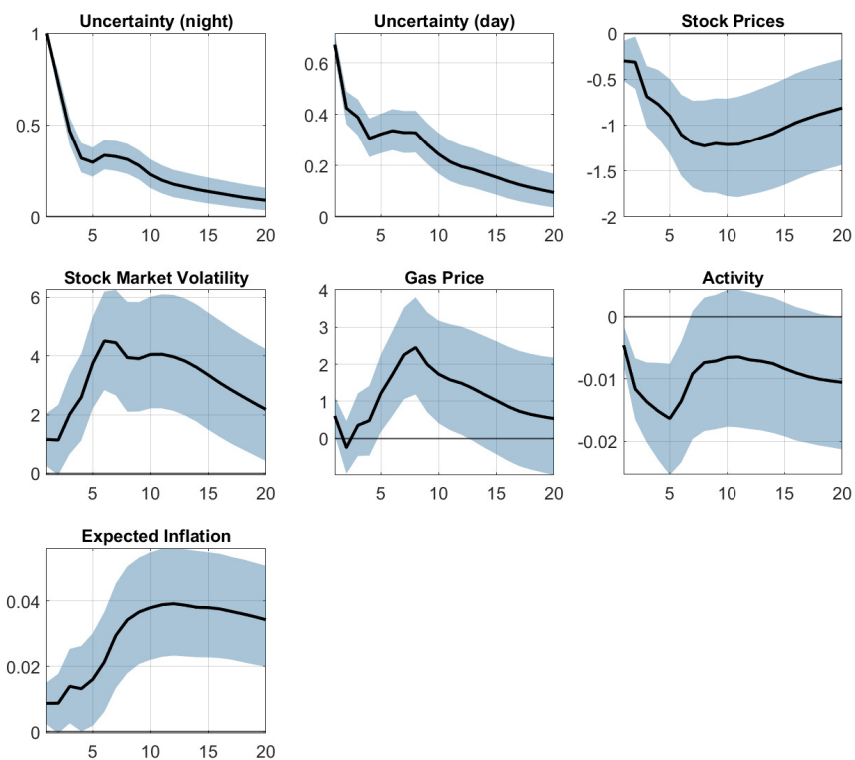 Uncertainty (night)
1
0.5
0
5 10 15 20
Uncertainty (day)
0.6
0.4
0.2
0
5 10 15 20
Stock Prices
0
-0.5
-1
-1.5
-2
5 10 15 20
Stock Market Volatility
6
4
2
0
5 10 15 20
Gas Price
4
3
2
1
0
5 10 15 20
Activity
0
-0.01
-0.02
5 10 15 20
Expected Inflation
0.04
0.02
0
5 10 15 20